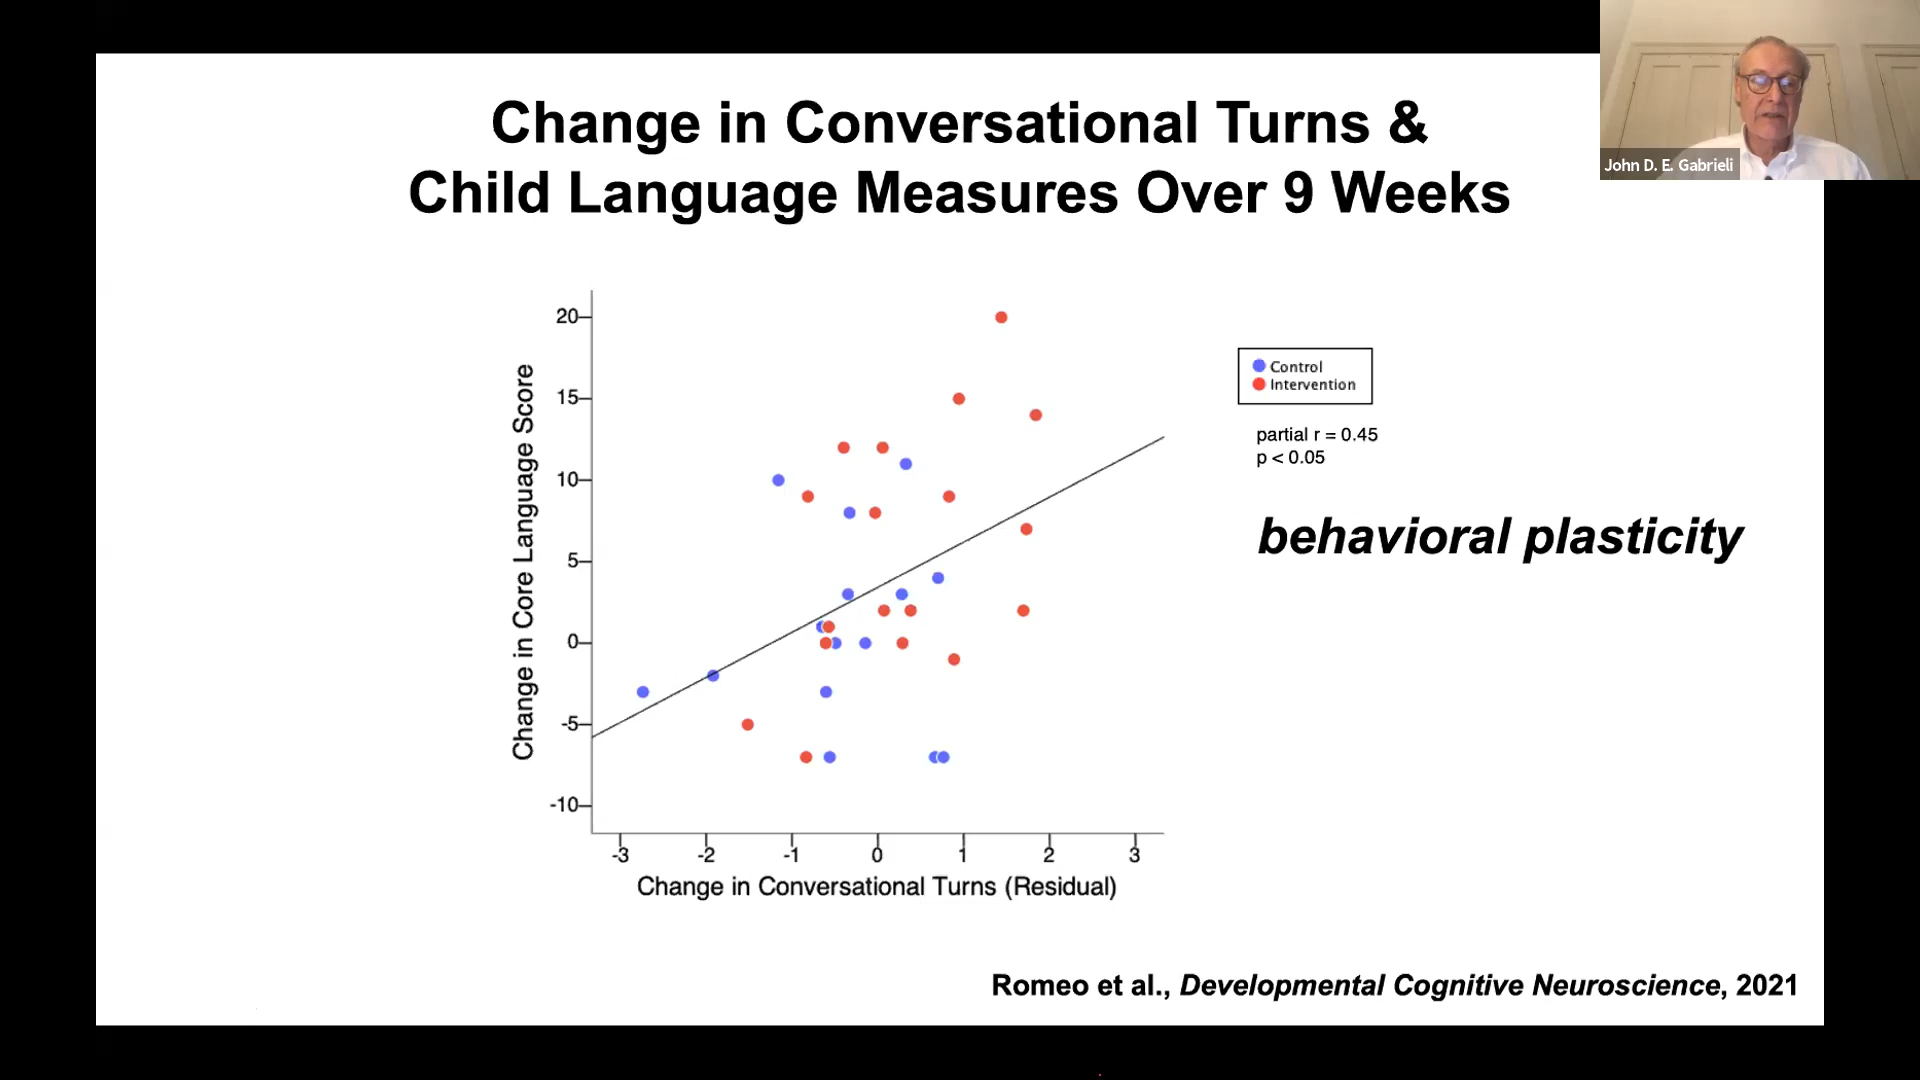 Change in Conversational Turns &
Child Language Measures Over 9 Weeks
John D. E. Gabrieli
Change in Core Language Score
20
15
10
5
0
-5
-10
-3 -2 -1 0 1 2 3
Change in Conversational Turns (Residual)
Control
Intervention
partial r = 0.45
p < 0.05
behavioral plasticity
Romeo et al., Developmental Cognitive Neuroscience, 2021